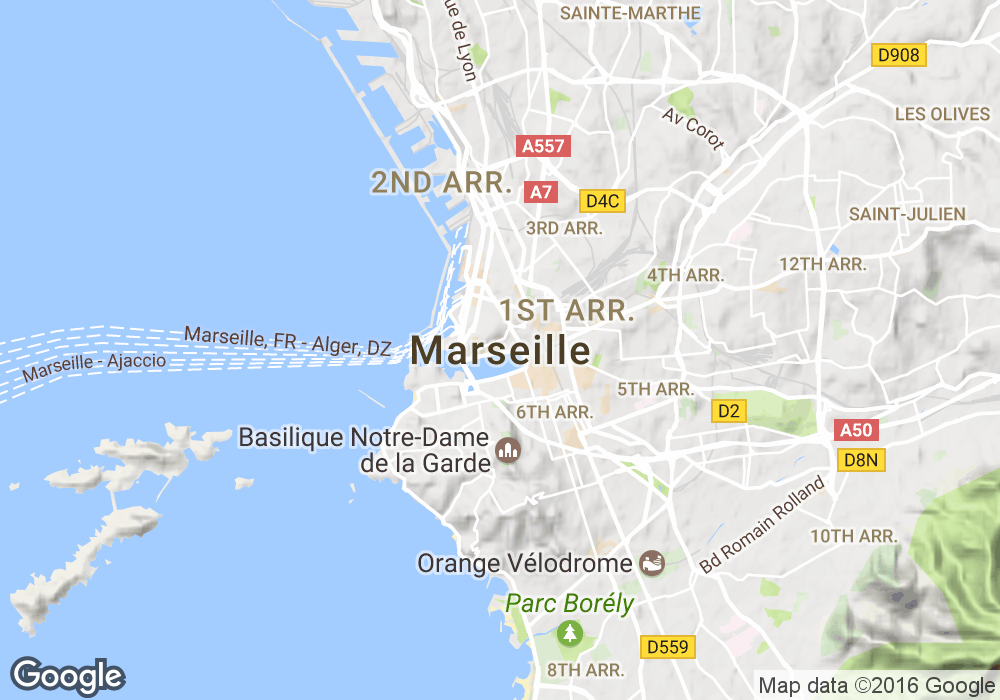 SAINTE-MARTHE
ue de Lyon
D908
LES OLIVES
Av Corot
A557
2ND ARR.
A7
D4C
SAINT-JULIEN
3RD ARR.
12TH ARR.
4TH ARR.
1ST ARR.
Marseille, FR - Alger, DZ
Marseille
Marseille - Ajaccio
5TH ARR.
6TH ARR.
D2
A50
Basilique Notre-Dame
de la Garde
D8N
Bd Romain Rolland
10TH ARR.
Orange Vélodrome
Parc Borély
D559
8TH ARR.
Google
Map data ©2016 Google